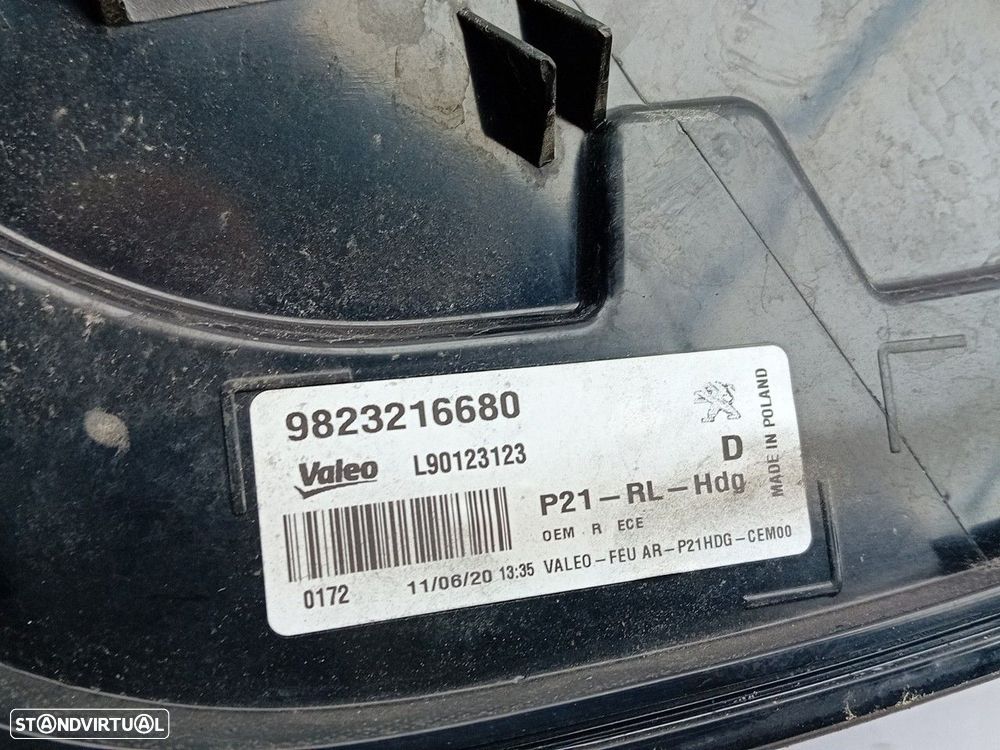 9823216680
Valeo L90123123
D
P21-RL-Hdg
OEM R ECE
MADE IN POLAND
0172 11/06/20 13:35 VALEO-FEU AR-P21HDG-CEM00
STANDVIRTUAL